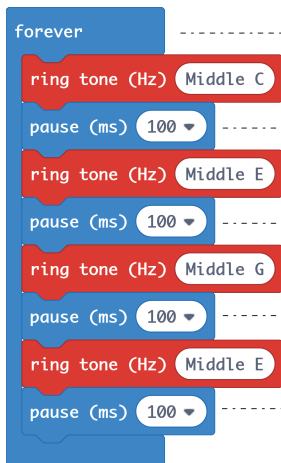 forever
ring tone (Hz) Middle C
pause (ms) 100
ring tone (Hz) Middle E
pause (ms) 100
ring tone (Hz) Middle G
pause (ms) 100
ring tone (Hz) Middle E
pause (ms) 100